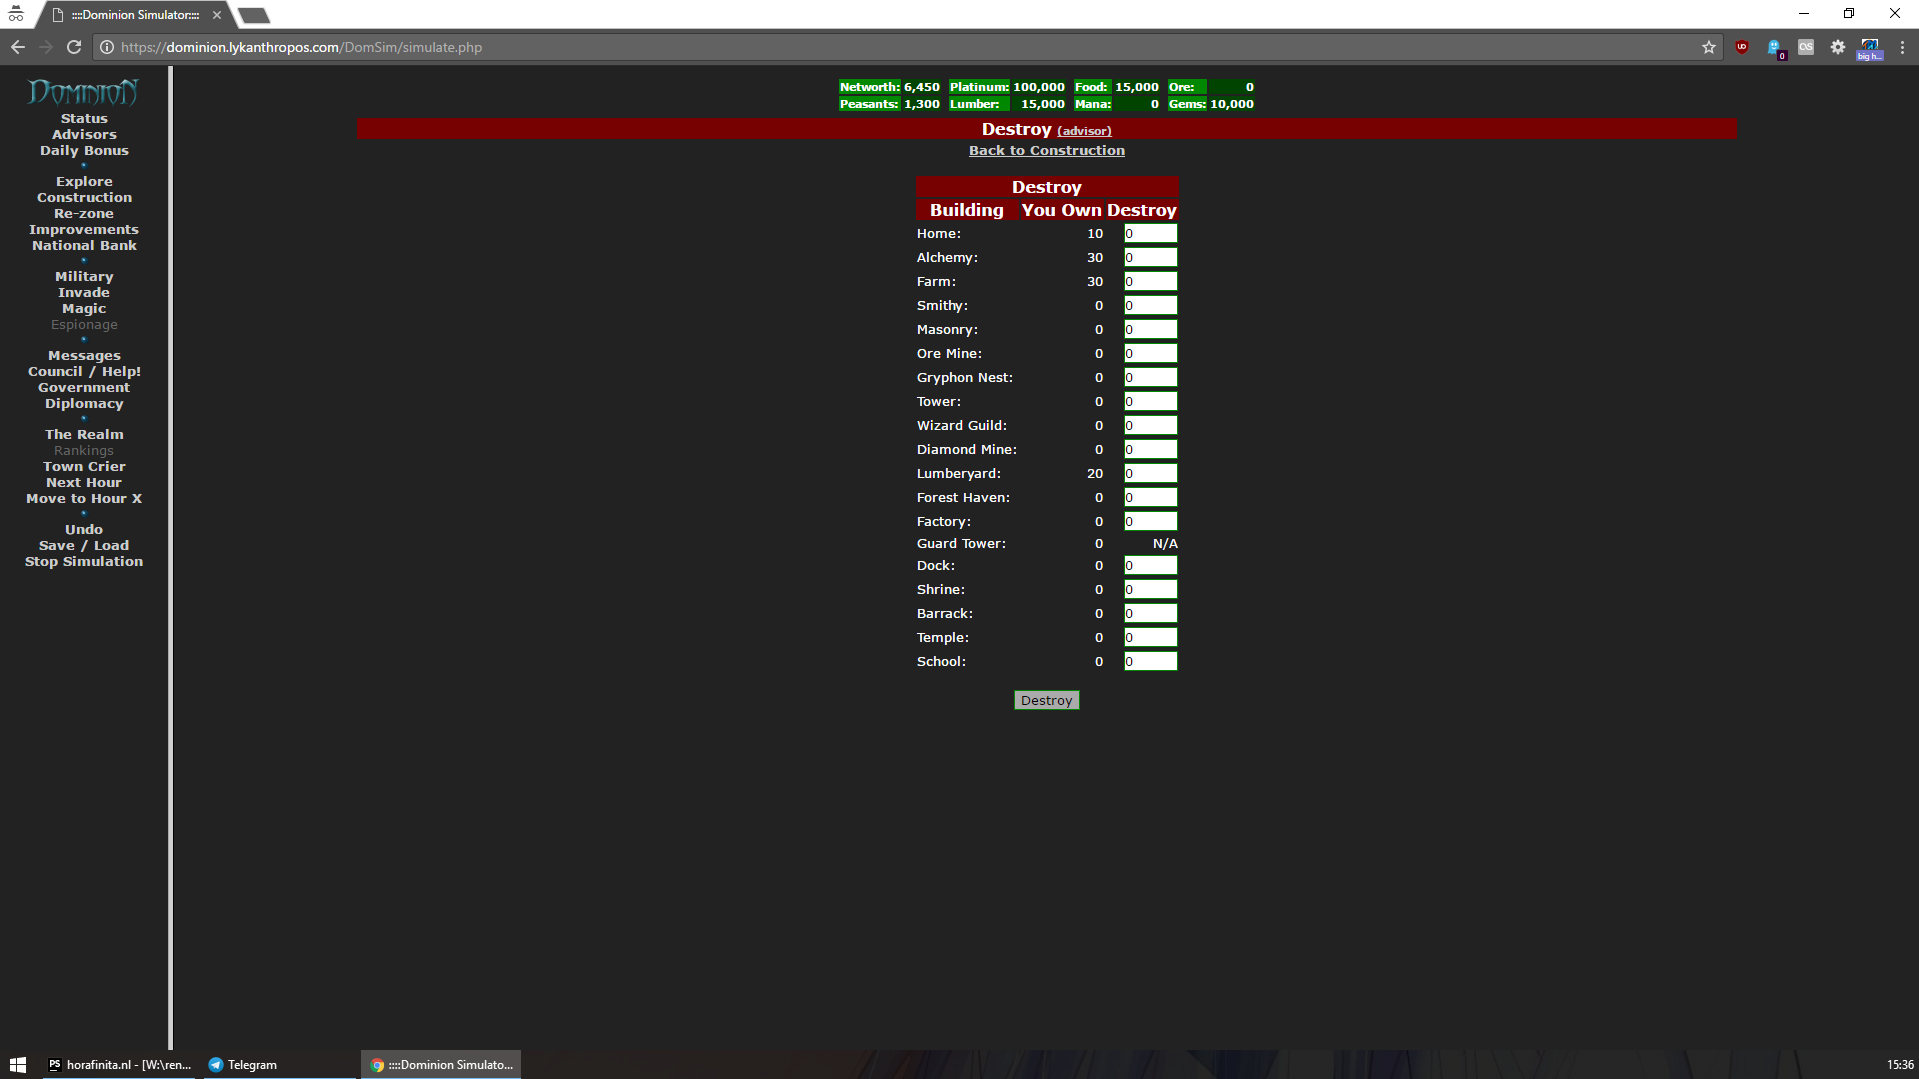 ::::Dominion Simulator::::
https://dominion.lykanthropos.com/DomSim/simulate.php
UD
0
OS
big h...
DOMINION
Status
Advisors
Daily Bonus
Explore
Construction
Re-zone
Improvements
National Bank
Military
Invade
Magic
Espionage
Messages
Council / Help!
Government
Diplomacy
The Realm
Rankings
Town Crier
Next Hour
Move to Hour X
Undo
Save / Load
Stop Simulation
Networth: 6,450 Platinum: 100,000 Food: 15,000 Ore: 0
Peasants: 1,300 Lumber: 15,000 Mana: 0 Gems: 10,000
Destroy (advisor)
Back to Construction
Destroy
Building You Own Destroy
Home: 10 0
Alchemy: 30 0
Farm: 30 0
Smithy: 0 0
Masonry: 0 0
Ore Mine: 0 0
Gryphon Nest: 0 0
Tower: 0 0
Wizard Guild: 0 0
Diamond Mine: 0 0
Lumberyard: 20 0
Forest Haven: 0 0
Factory: 0 0
Guard Tower: 0 N/A
Dock: 0 0
Shrine: 0 0
Barrack: 0 0
Temple: 0 0
School: 0 0
Destroy
PS horafinita.nl - [W:\ren...
Telegram
::::Dominion Simulato...
15:36